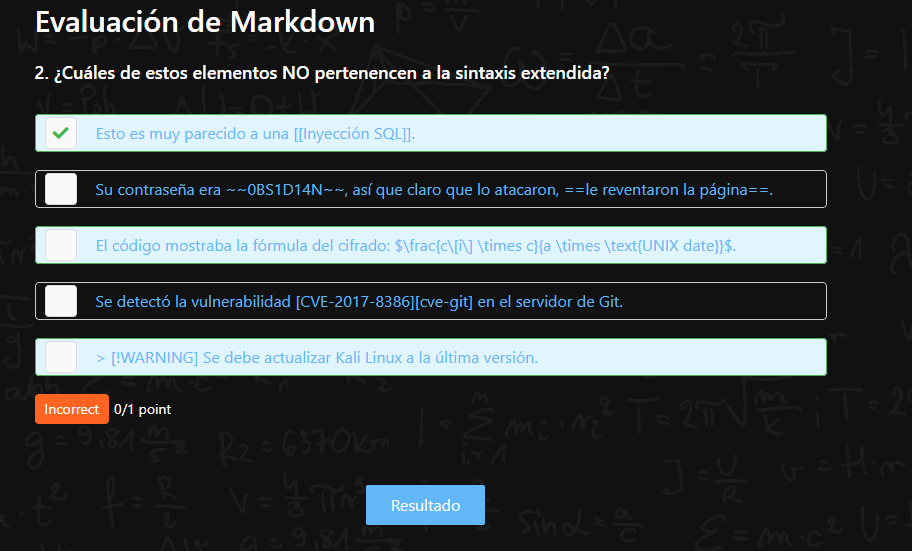 Evaluación de Markdown
2. ¿Cuáles de estos elementos NO pertenencen a la sintaxis extendida?
Esto es muy parecido a una [[Inyección SQL]].
Su contraseña era ~~0BS1D14N~~, así que claro que lo atacaron, ==le reventaron la página==.
El código mostraba la fórmula del cifrado: $\frac{c\[i\] \times c}{a \times \text{UNIX date}}$.
Se detectó la vulnerabilidad [CVE-2017-8386][cve-git] en el servidor de Git.
> [!WARNING] Se debe actualizar Kali Linux a la última versión.
Incorrect 0/1 point
Resultado